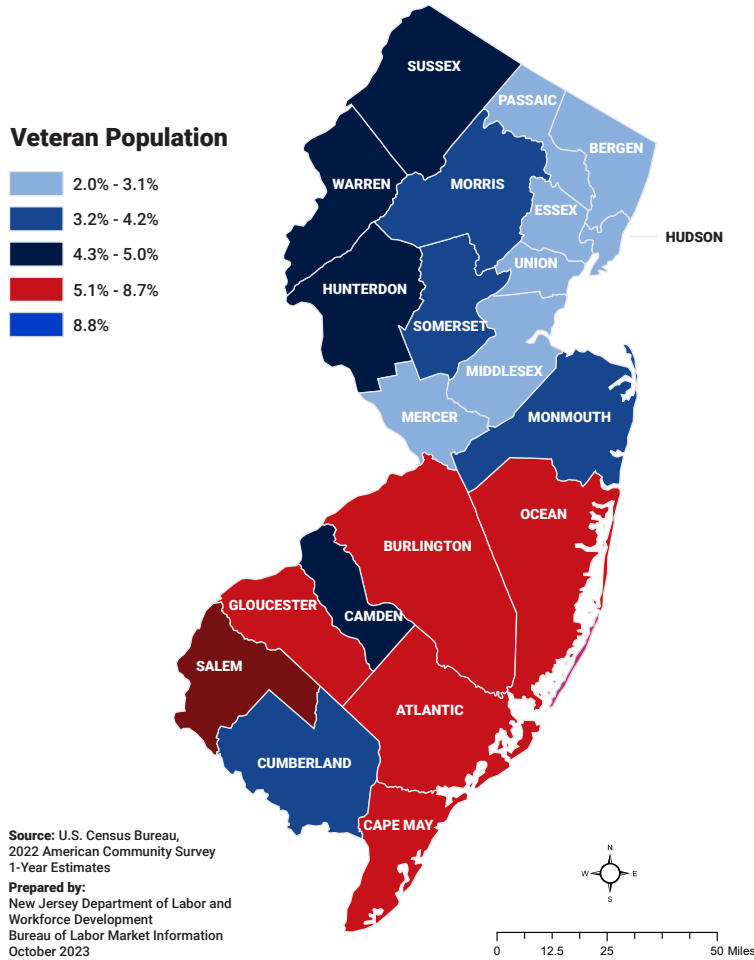 SUSSEX
PASSAIC
Veteran Population
BERGEN
2.0% - 3.1%
WARREN
MORRIS
ESSEX
3.2% - 4.2%
HUDSON
4.3% - 5.0%
UNION
5.1% - 8.7%
HUNTERDON
8.8%
SOMERSET
MIDDLESEX
MERCER
MONMOUTH
OCEAN
BURLINGTON
GLOUCESTER
CAMDEN
SALEM
ATLANTIC
CUMBERLAND
CAPE MAY
Source: U.S. Census Bureau,
2022 American Community Survey
1-Year Estimates
Prepared by:
New Jersey Department of Labor and
Workforce Development
Bureau of Labor Market Information
October 2023
N
W E
S
0 12.5 25 50 Miles